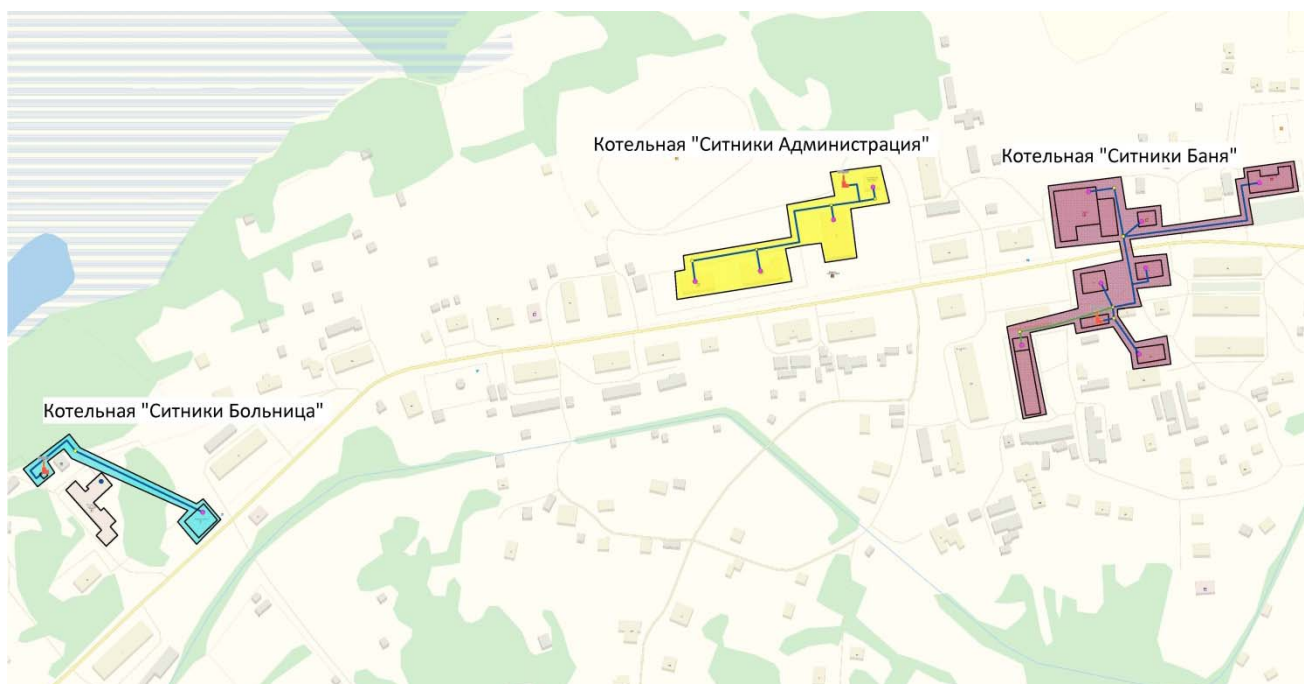 Котельная "Ситники Администрация"
Котельная "Ситники Баня"
Котельная "Ситники Больница"